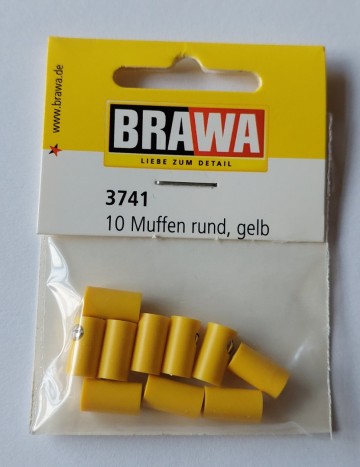 www.brawa.de
BRAWA
LIEBE ZUM DETAIL
3741
10 Muffen rund, gelb